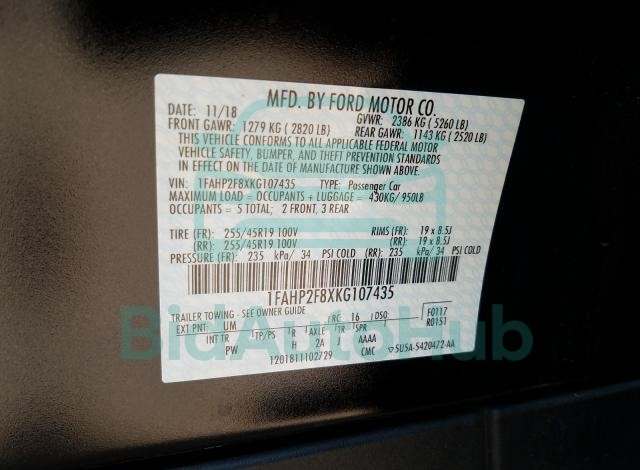 MFD. BY FORD MOTOR CO.
DATE: 11/18 GVWR: 2386 KG ( 5260 LB)
FRONT GAWR: 1279 KG ( 2820 LB) REAR GAWR: 1143 KG ( 2520 LB)
THIS VEHICLE CONFORMS TO ALL APPLICABLE FEDERAL MOTOR
VEHICLE SAFETY, BUMPER, AND THEFT PREVENTION STANDARDS
IN EFFECT ON THE DATE OF MANUFACTURE SHOWN ABOVE.
VIN: 1FAHP2F8XKG107435 TYPE: Passenger Car
MAXIMUM LOAD = OCCUPANTS + LUGGAGE = 430KG/ 950LB
OCCUPANTS = 5 TOTAL; 2 FRONT, 3 REAR
TIRE (FR): 255/45R19 100V RIMS (FR): 19 x 8.5J
(RR): 255/45R19 100V (RR): 19 x 8.5J
PRESSURE (FR): 235 kPa/ 34 PSI COLD (RR): 235 kPa/ 34 PSI COLD
1FAHP2F8XKG107435
TRAILER TOWING - SEE OWNER GUIDE RC: 16 DSO: F0117
EXT PNT: UM R0151
INT TR TP/PS R AXLE TR SPR
PW H 2A J AAAA
1201811102729 CMC
BidAutoHub